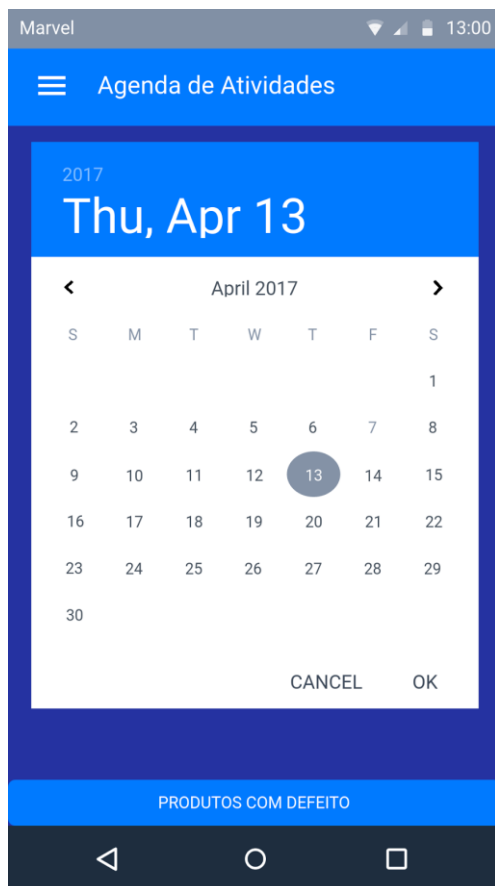 Marvel 13:00
Agenda de Atividades
2017
Thu, Apr 13
April 2017
S M T W T F S
1
2 3 4 5 6 7 8
9 10 11 12 13 14 15
16 17 18 19 20 21 22
23 24 25 26 27 28 29
30
CANCEL OK
PRODUTOS COM DEFEITO